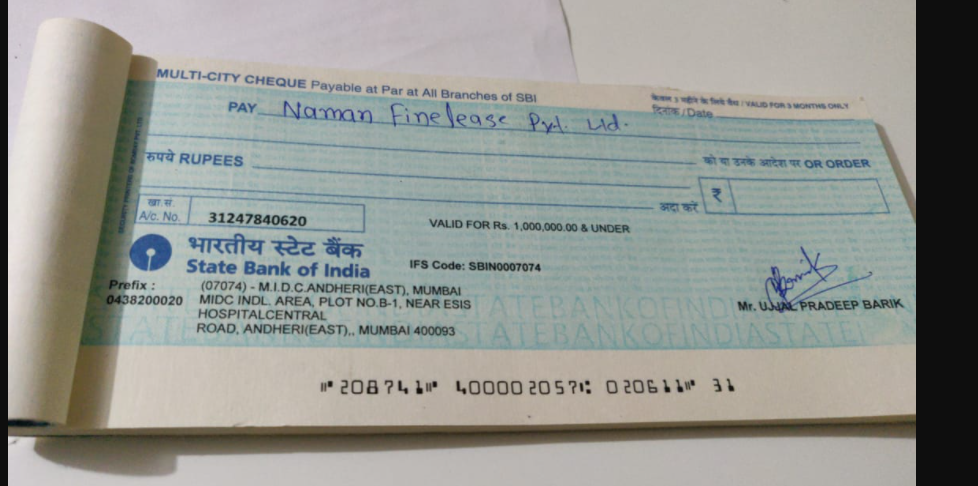 MULTI-CITY CHEQUE Payable at Par at All Branches of SBI
केवल 3 महीने के लिये वैध / VALID FOR 3 MONTHS ONLY
दिनांक / Date
PAY Naman Finelease Pvt. Ltd.
रुपये RUPEES
को या उनके आदेश पर OR ORDER
अदा करें ₹
खा.सं.
A/c. No. 31247840620
VALID FOR Rs. 1,000,000.00 & UNDER
भारतीय स्टेट बैंक
State Bank of India
IFS Code: SBIN0007074
Prefix :
0438200020
(07074) - M.I.D.C.ANDHERI(EAST), MUMBAI
MIDC INDL. AREA, PLOT NO.B-1, NEAR ESIS
HOSPITALCENTRAL
ROAD, ANDHERI(EAST),, MUMBAI 400093
Mr. UJJAL PRADEEP BARIK
STATEBANKOFINDIASTATEBANKOFINDIASTATE
⑈208741⑈ 400002057⑆ 020611⑈ 31